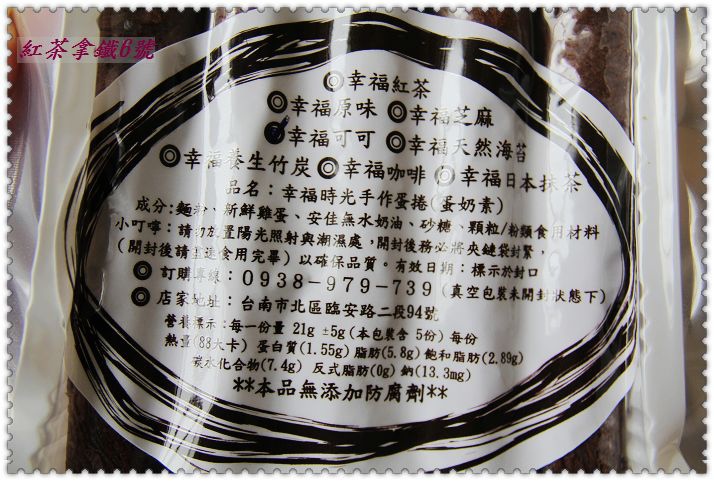 紅茶拿鐵6號
◎幸福紅茶
◎幸福原味 ◎幸福芝麻
幸福可可 ◎幸福天然海苔
◎幸福養生竹炭 ◎幸福咖啡 ◎幸福日本抹茶
品名：幸福時光手作蛋捲(蛋奶素)
成分:麵粉、新鮮雞蛋、安佳無水奶油、砂糖、顆粒/粉類食用材料
小叮嚀:請勿放置陽光照射與潮濕處,開封後務必將夾鏈袋封緊,
(開封後請里速食用完畢)以確保品質。有效日期:標示於封口
◎訂購專線：0938-979-739(真空包裝未開封狀態下)
◎店家地址：台南市北區臨安路二段94號
營養標示:每一份量 21g ±5g(本包裝含 5份) 每份
熱量(88大卡) 蛋白質(1.55g) 脂肪(5.8g) 飽和脂肪(2.89g)
碳水化合物(7.4g) 反式脂肪(0g) 鈉(13.3mg)
**本品無添加防腐劑**